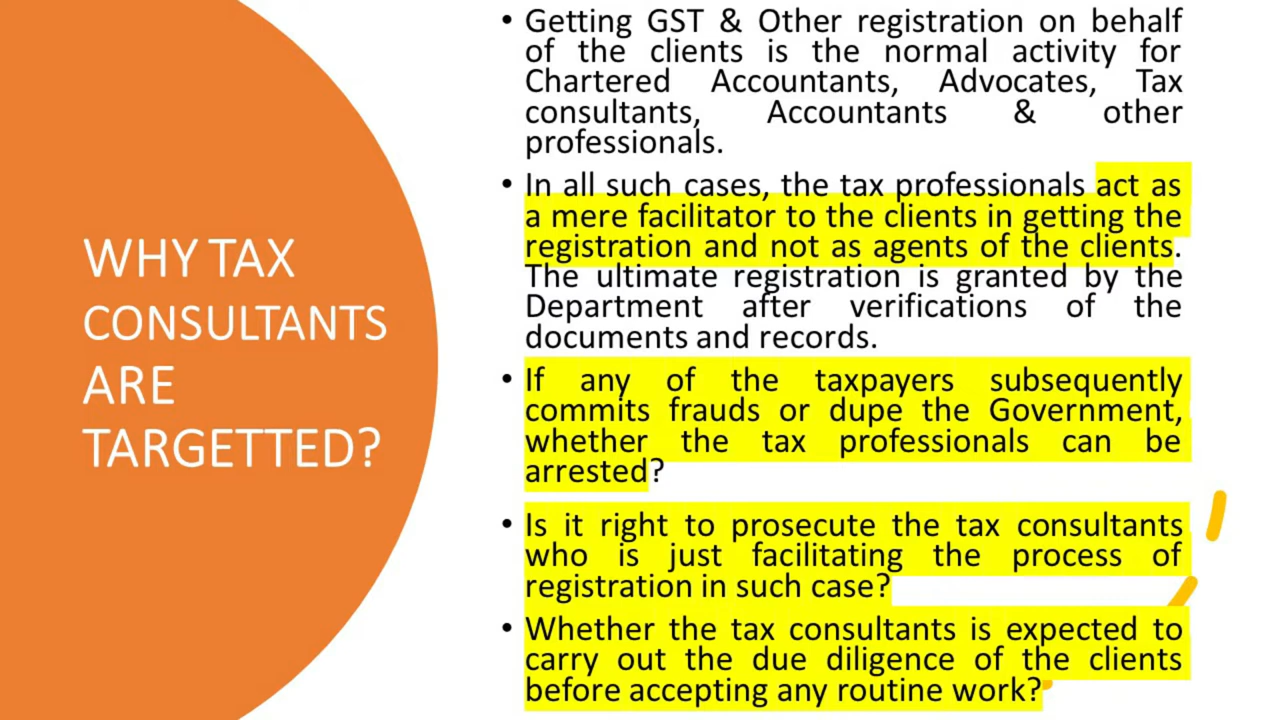 WHY TAX
CONSULTANTS
ARE
TARGETTED?
• Getting GST & Other registration on behalf
of the clients is the normal activity for
Chartered Accountants, Advocates, Tax
consultants, Accountants & other
professionals.
• In all such cases, the tax professionals act as
a mere facilitator to the clients in getting the
registration and not as agents of the clients.
The ultimate registration is granted by the
Department after verifications of the
documents and records.
• If any of the taxpayers subsequently
commits frauds or dupe the Government,
whether the tax professionals can be
arrested?
• Is it right to prosecute the tax consultants
who is just facilitating the process of
registration in such case?
• Whether the tax consultants is expected to
carry out the due diligence of the clients
before accepting any routine work?